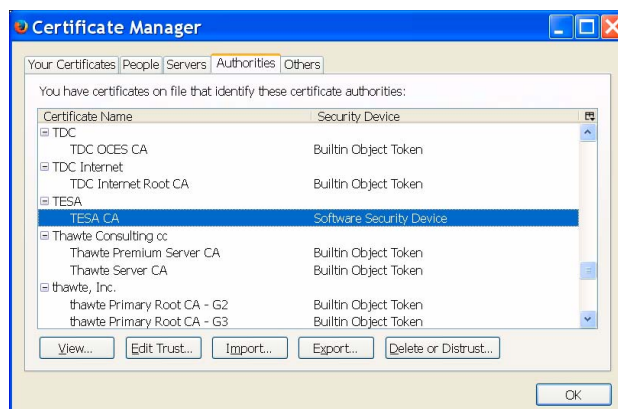 Certificate Manager
Your Certificates People Servers Authorities Others
You have certificates on file that identify these certificate authorities:
Certificate Name Security Device
TDC
TDC OCES CA Builtin Object Token
TDC Internet
TDC Internet Root CA Builtin Object Token
TESA
TESA CA Software Security Device
Thawte Consulting cc
Thawte Premium Server CA Builtin Object Token
Thawte Server CA Builtin Object Token
thawte, Inc.
thawte Primary Root CA - G2 Builtin Object Token
thawte Primary Root CA - G3 Builtin Object Token
View... Edit Trust... Import... Export... Delete or Distrust...
OK